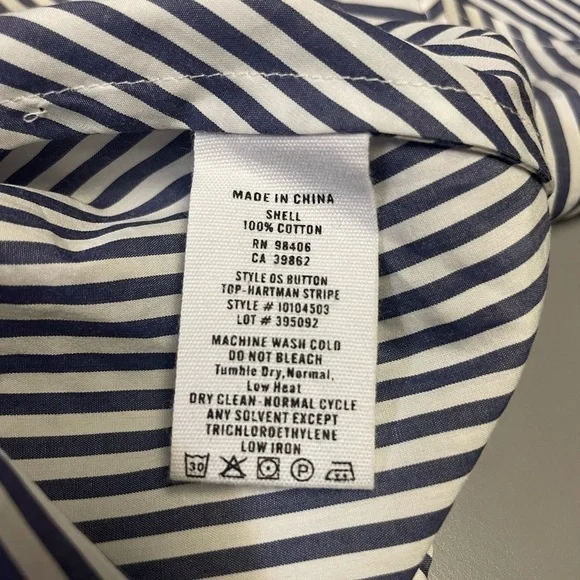 MADE IN CHINA
SHELL
100% COTTON
RN 98406
CA 39862
STYLE OS BUTTON
TOP-HARTMAN STRIPE
STYLE # 10104503
LOT # 395092
MACHINE WASH COLD
DO NOT BLEACH
Tumble Dry,Normal,
Low Heat
DRY CLEAN-NORMAL CYCLE
ANY SOLVENT EXCEPT
TRICHLOROETHYLENE
LOW IRON
30 P